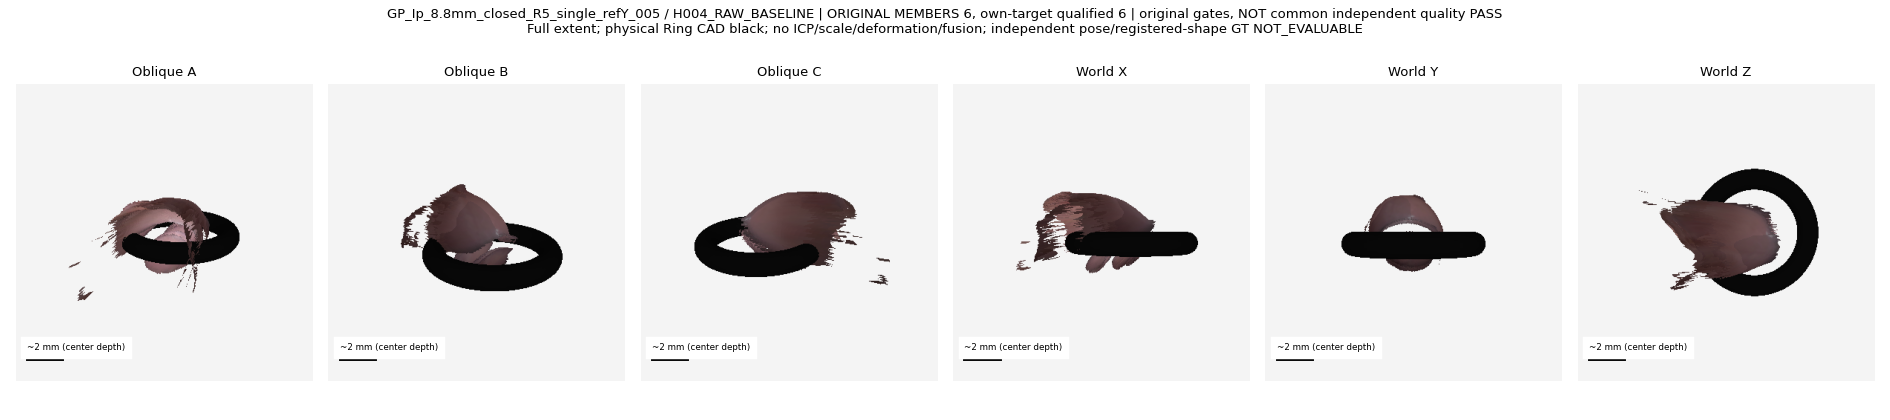 GP_Ip_8.8mm_closed_R5_single_refY_005 / H004_RAW_BASELINE | ORIGINAL MEMBERS 6, own-target qualified 6 | original gates, NOT common independent quality PASS
Full extent; physical Ring CAD black; no ICP/scale/deformation/fusion; independent pose/registered-shape GT NOT_EVALUABLE
Oblique A
Oblique B
Oblique C
World X
World Y
World Z
~2 mm (center depth)
~2 mm (center depth)
~2 mm (center depth)
~2 mm (center depth)
~2 mm (center depth)
~2 mm (center depth)